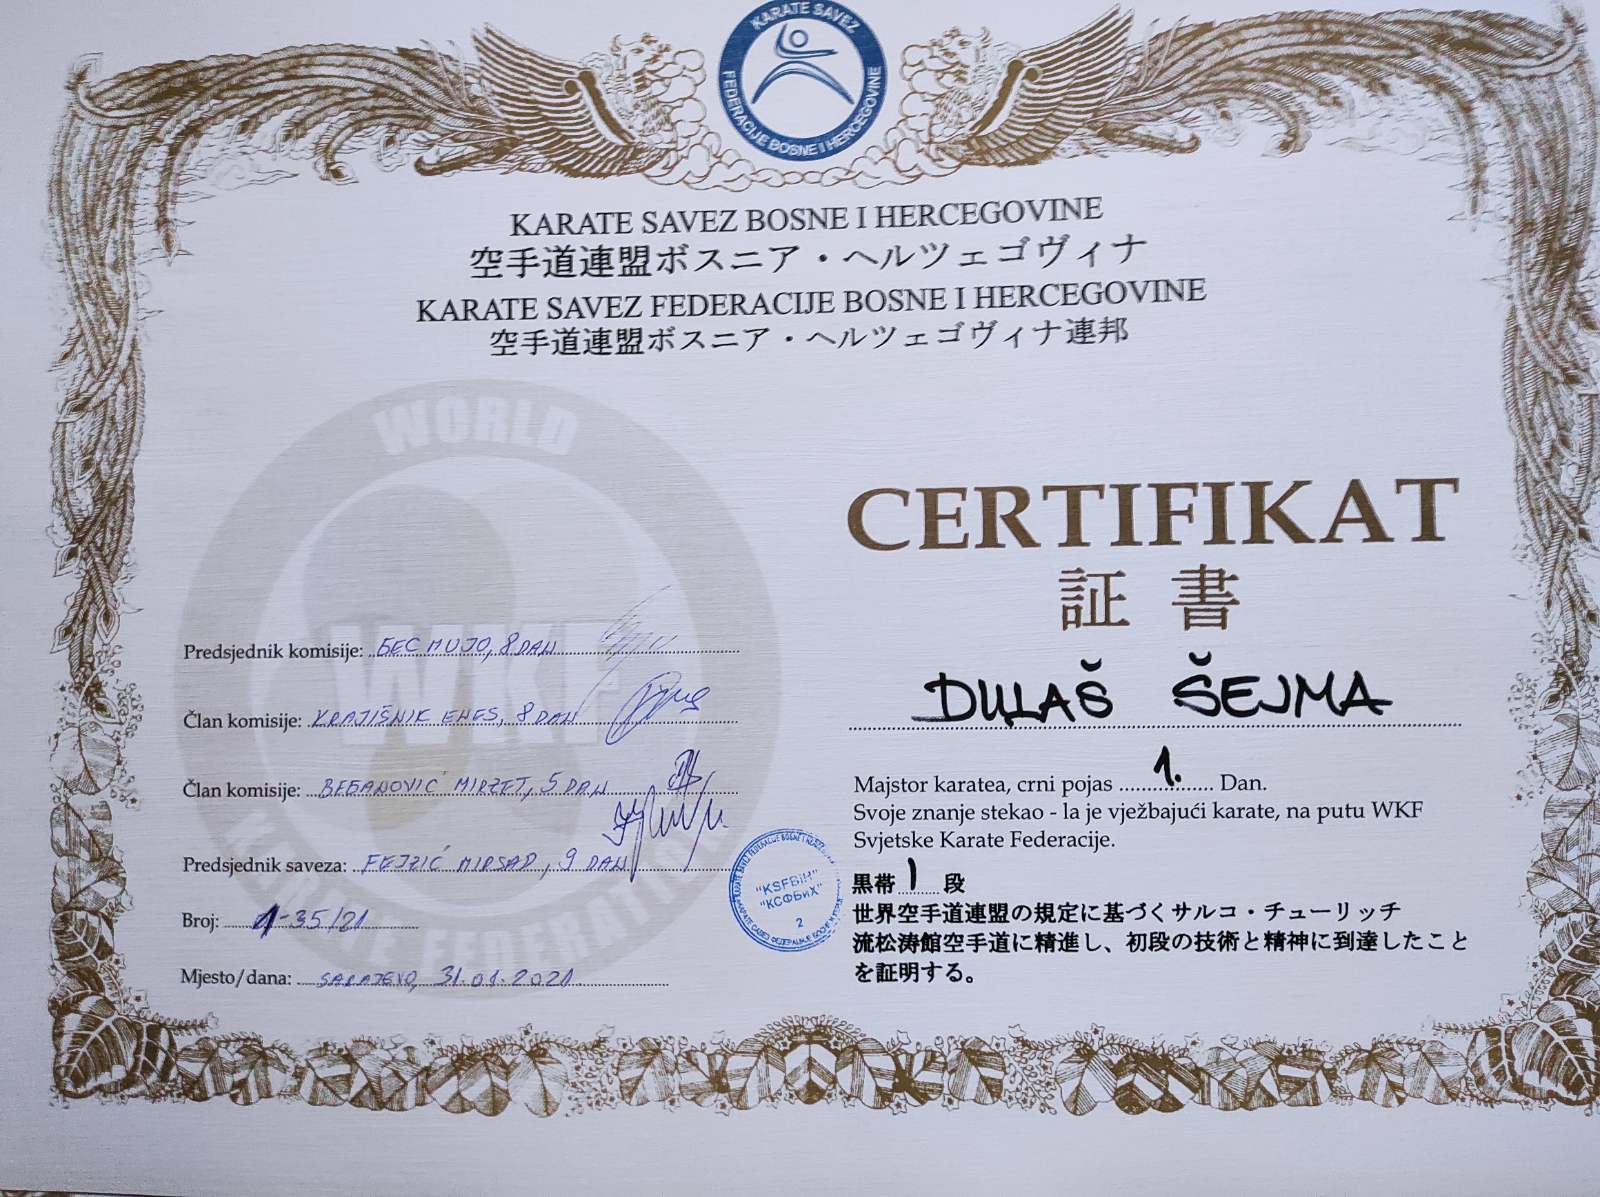 KARATE SAVEZ
FEDERACIJE BOSNE I HERCEGOVINE
KARATE SAVEZ BOSNE I HERCEGOVINE
空手道連盟ボスニア・ヘルツェゴヴィナ
KARATE SAVEZ FEDERACIJE BOSNE I HERCEGOVINE
空手道連盟ボスニア・ヘルツェゴヴィナ連邦
WORLD
WKF
KARATE FEDERATION
CERTIFIKAT
証書
DULAŠ ŠEJMA
Majstor karatea, crni pojas 1. Dan.
Svoje znanje stekao - la je vježbajući karate, na putu WKF
Svjetske Karate Federacije.
黒帯 1 段
世界空手道連盟の規定に基づくサルコ・チューリッチ
流松涛館空手道に精進し、初段の技術と精神に到達したこと
を証明する。
Predsjednik komisije: MUJO, 8 DAN
Član komisije: KRAJIŠNIK ENES, 8 DAN
Član komisije: BEGANOVIĆ MIRZET, 5 DAN
Predsjednik saveza: FEJZIĆ MIRSAD, 9 DAN
Broj: 1-35/21
Mjesto/dana: SARAJEVO, 31.01.2021.
"KSFBiH"
"КСФБиХ"
2